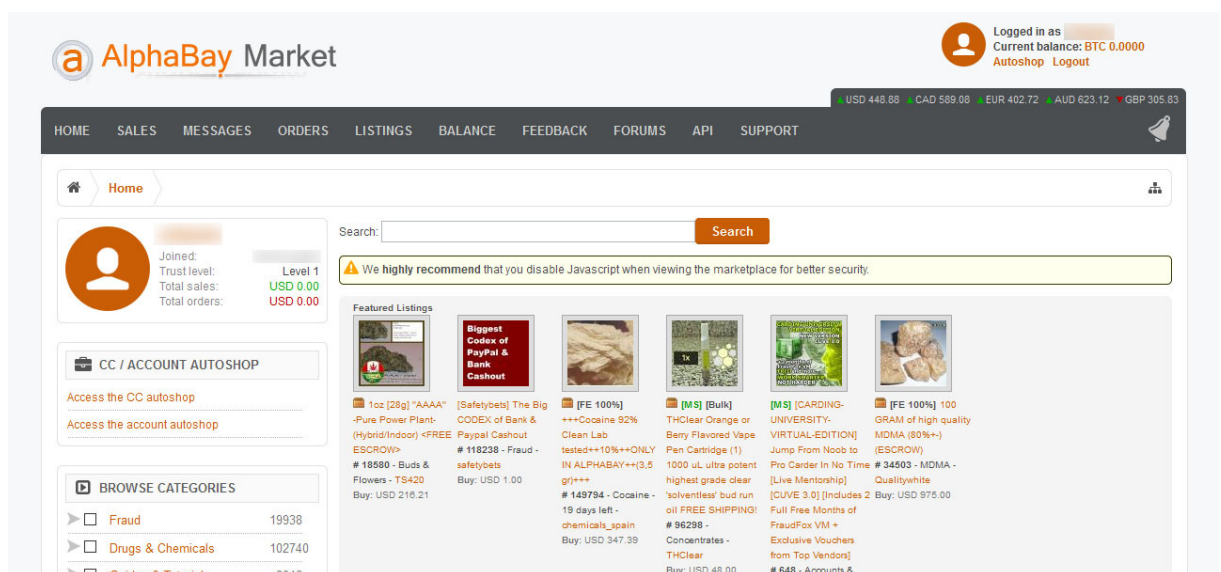 AlphaBay Market
Logged in as
Current balance: BTC 0.0000
Autoshop Logout
USD 448.88 CAD 589.08 EUR 402.72 AUD 623.12 GBP 305.83
HOME SALES MESSAGES ORDERS LISTINGS BALANCE FEEDBACK FORUMS API SUPPORT
Home
Joined:
Trust level: Level 1
Total sales: USD 0.00
Total orders: USD 0.00
CC / ACCOUNT AUTOSHOP
Access the CC autoshop
Access the account autoshop
BROWSE CATEGORIES
Fraud 19938
Drugs & Chemicals 102740
Search:
Search
We highly recommend that you disable Javascript when viewing the marketplace for better security.
Featured Listings
1oz [28g] "AAAA"
-Pure Power Plant-
(Hybrid/Indoor) <FREE
ESCROW>
# 18580 - Buds &
Flowers - TS420
Buy: USD 216.21
Biggest
Codex of
PayPal &
Bank
Cashout
[Safetybets] The Big
CODEX of Bank &
Paypal Cashout
# 118238 - Fraud -
safetybets
Buy: USD 1.00
[FE 100%]
+++Cocaine 92%
Clean Lab
tested++10%++ONLY
IN ALPHABAY++(3,5
gr)+++
# 149794 - Cocaine -
19 days left -
chemicals_spain
Buy: USD 347.39
1x
[MS] [Bulk]
THClear Orange or
Berry Flavored Vape
Pen Cartridge (1)
1000 uL ultra potent
highest grade clear
'solventless' bud run
oil FREE SHIPPING!
# 96298 -
Concentrates -
THClear
Buy: USD 48.00
[MS] [CARDING-
UNIVERSITY-
VIRTUAL-EDITION]
Jump From Noob to
Pro Carder In No Time
[Live Mentorship]
[CUVE 3.0] [Includes 2
Full Free Months of
FraudFox VM +
Exclusive Vouchers
from Top Vendors]
# 648 - Accounts &
[FE 100%] 100
GRAM of high quality
MDMA (80%+-)
(ESCROW)
# 34503 - MDMA -
Qualitywhite
Buy: USD 975.00